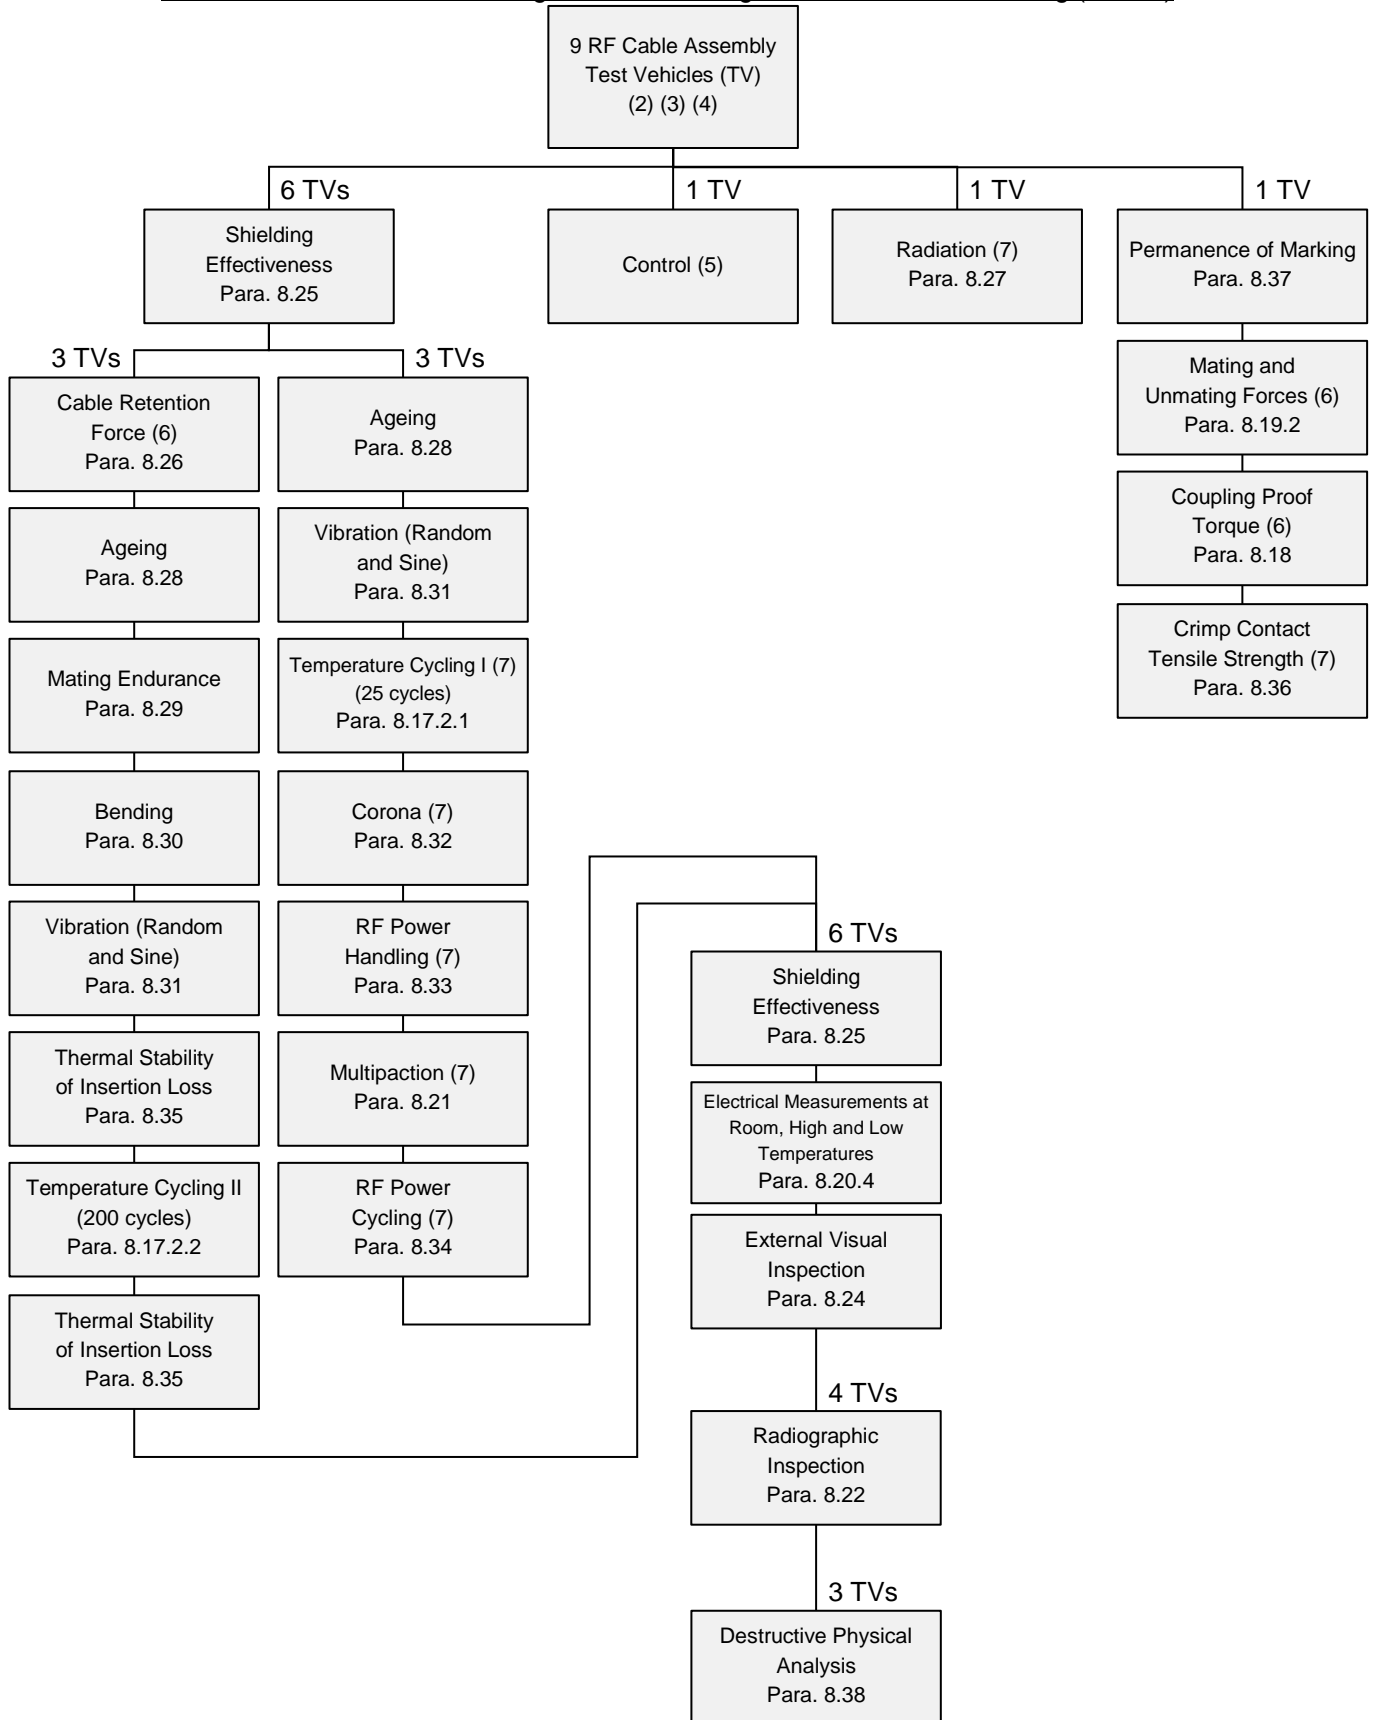 9 RF Cable Assembly
Test Vehicles (TV)
(2) (3) (4)
6 TVs
1 TV
1 TV
1 TV
Shielding
Effectiveness
Para. 8.25
Control (5)
Radiation (7)
Para. 8.27
Permanence of Marking
Para. 8.37
3 TVs
3 TVs
Mating and
Unmating Forces (6)
Para. 8.19.2
Coupling Proof
Torque (6)
Para. 8.18
Crimp Contact
Tensile Strength (7)
Para. 8.36
Cable Retention
Force (6)
Para. 8.26
Ageing
Para. 8.28
Mating Endurance
Para. 8.29
Bending
Para. 8.30
Vibration (Random
and Sine)
Para. 8.31
Thermal Stability
of Insertion Loss
Para. 8.35
Temperature Cycling II
(200 cycles)
Para. 8.17.2.2
Thermal Stability
of Insertion Loss
Para. 8.35
Ageing
Para. 8.28
Vibration (Random
and Sine)
Para. 8.31
Temperature Cycling I (7)
(25 cycles)
Para. 8.17.2.1
Corona (7)
Para. 8.32
RF Power
Handling (7)
Para. 8.33
Multipaction (7)
Para. 8.21
RF Power
Cycling (7)
Para. 8.34
6 TVs
Shielding
Effectiveness
Para. 8.25
Electrical Measurements at
Room, High and Low
Temperatures
Para. 8.20.4
External Visual
Inspection
Para. 8.24
4 TVs
Radiographic
Inspection
Para. 8.22
3 TVs
Destructive Physical
Analysis
Para. 8.38